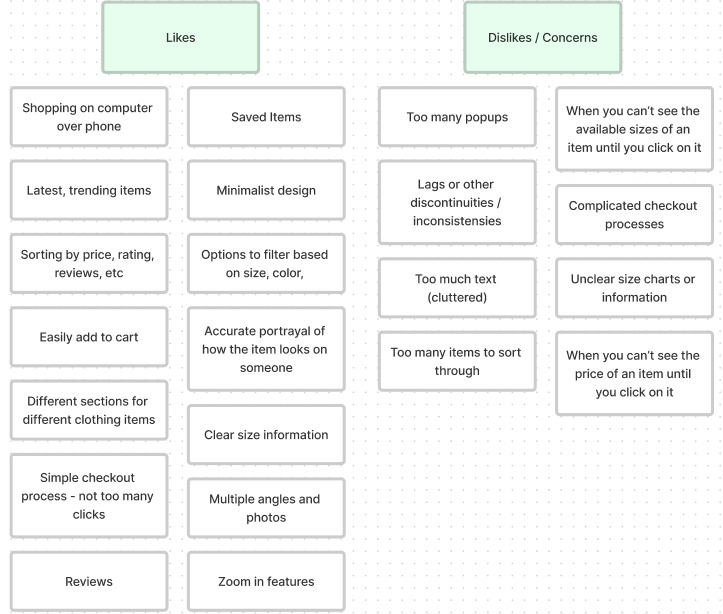 Likes
Shopping on computer
over phone
Latest, trending items
Sorting by price, rating,
reviews, etc
Easily add to cart
Different sections for
different clothing items
Simple checkout
process - not too many
clicks
Reviews
Saved Items
Minimalist design
Options to filter based
on size, color,
Accurate portrayal of
how the item looks on
someone
Clear size information
Multiple angles and
photos
Zoom in features
Dislikes / Concerns
Too many popups
Lags or other
discontinuities /
inconsistensies
Too much text
(cluttered)
Too many items to sort
through
When you can’t see the
available sizes of an
item until you click on it
Complicated checkout
processes
Unclear size charts or
information
When you can’t see the
price of an item until
you click on it